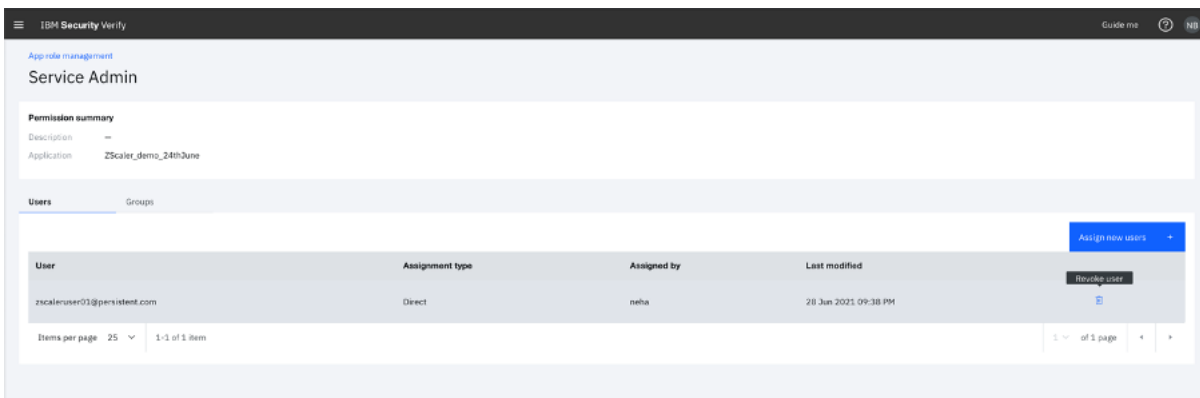 IBM Security Verify Guide me NB
App role management
Service Admin
Permission summary
Description —
Application ZScaler_demo_24thJune
Users Groups
Assign new users +
User Assignment type Assigned by Last modified
Revoke user
zscaleruser01@persistent.com Direct neha 28 Jun 2021 09:38 PM
Items per page 25 1-1 of 1 item 1 of 1 page